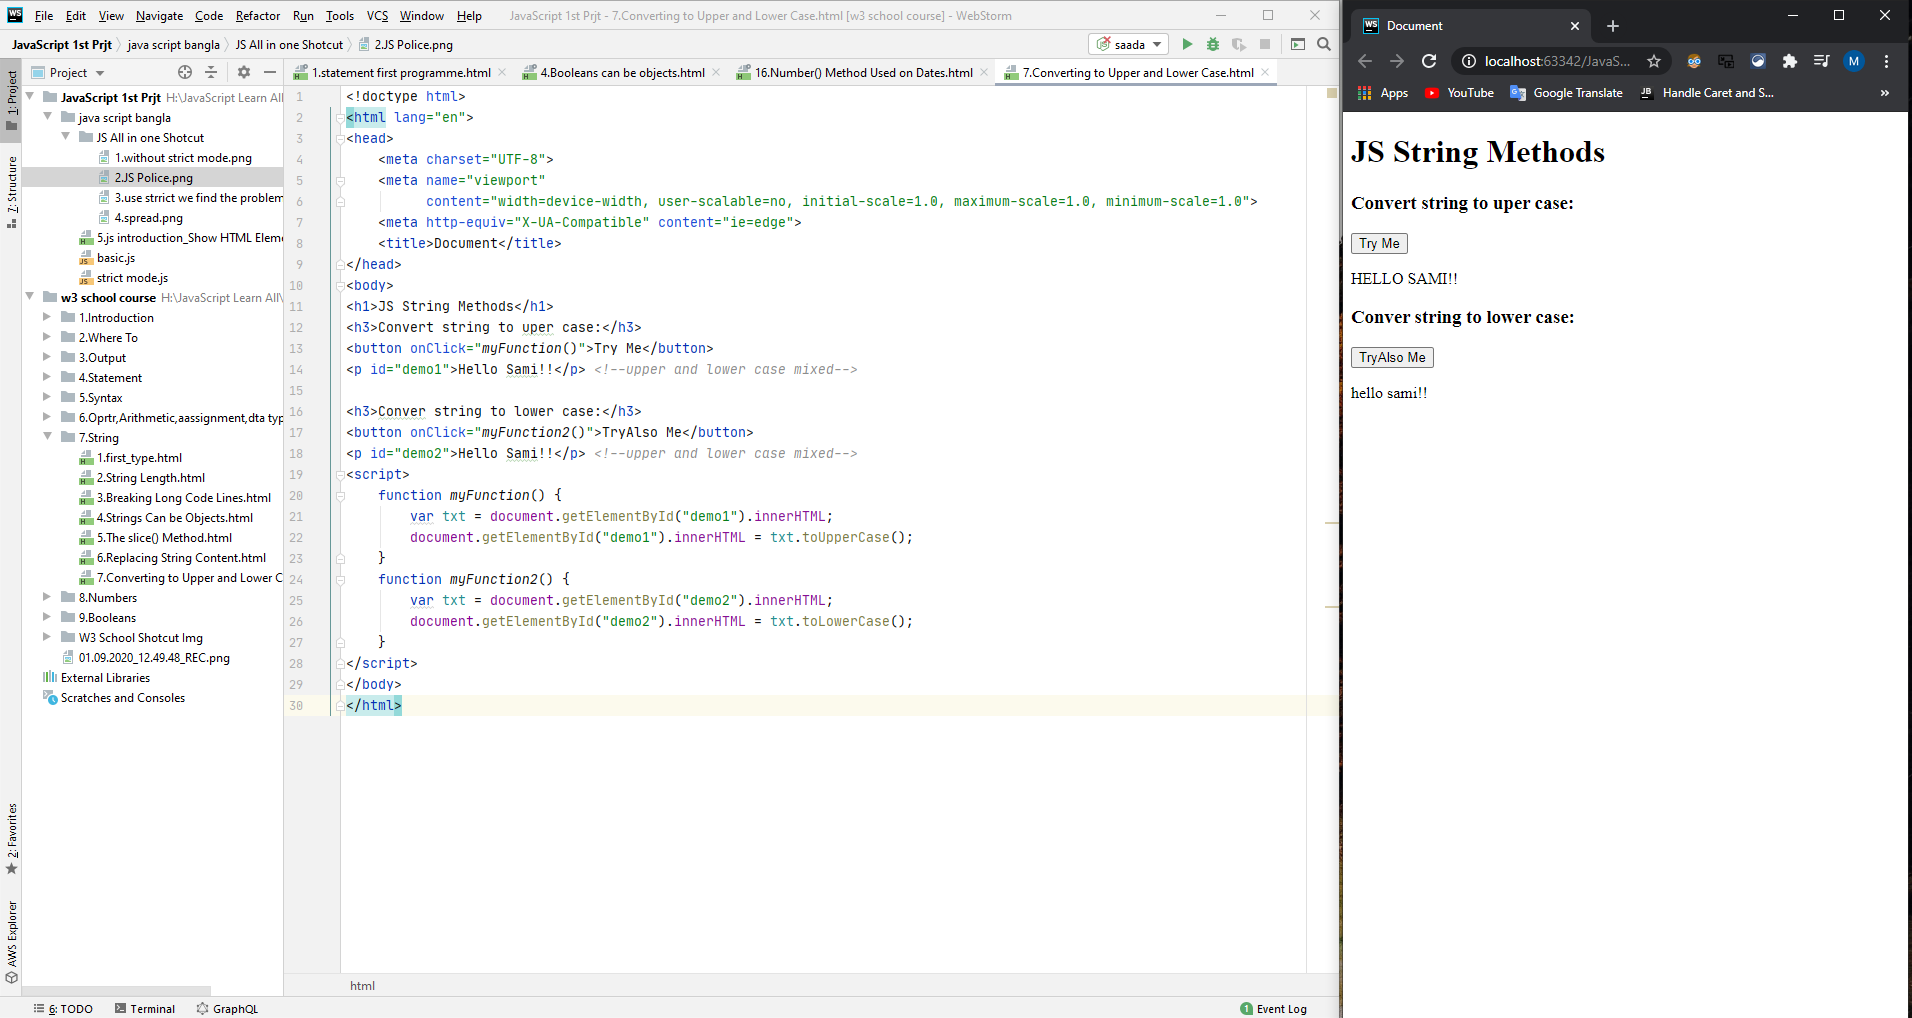 WS File Edit View Navigate Code Refactor Run Tools VCS Window Help JavaScript 1st Prjt - 7.Converting to Upper and Lower Case.html [w3 school course] - WebStorm
JavaScript 1st Prjt java script bangla JS All in one Shotcut 2.JS Police.png saada
1: Project
7: Structure
2: Favorites
AWS Explorer
Project
JavaScript 1st Prjt H:\JavaScript Learn All
java script bangla
JS All in one Shotcut
1.without strict mode.png
2.JS Police.png
3.use strrict we find the problem
4.spread.png
5.js introduction_Show HTML Eleme
basic.js
strict mode.js
w3 school course H:\JavaScript Learn All\
1.Introduction
2.Where To
3.Output
4.Statement
5.Syntax
6.Oprtr,Arithmetic,aassignment,dta typ
7.String
1.first_type.html
2.String Length.html
3.Breaking Long Code Lines.html
4.Strings Can be Objects.html
5.The slice() Method.html
6.Replacing String Content.html
7.Converting to Upper and Lower C
8.Numbers
9.Booleans
W3 School Shotcut Img
01.09.2020_12.49.48_REC.png
External Libraries
Scratches and Consoles
1.statement first programme.html 4.Booleans can be objects.html 16.Number() Method Used on Dates.html 7.Converting to Upper and Lower Case.html
1 <!doctype html>
2 <html lang="en">
3 <head>
4 <meta charset="UTF-8">
5 <meta name="viewport"
6 content="width=device-width, user-scalable=no, initial-scale=1.0, maximum-scale=1.0, minimum-scale=1.0">
7 <meta http-equiv="X-UA-Compatible" content="ie=edge">
8 <title>Document</title>
9 </head>
10 <body>
11 <h1>JS String Methods</h1>
12 <h3>Convert string to uper case:</h3>
13 <button onClick="myFunction()">Try Me</button>
14 <p id="demo1">Hello Sami!!</p> <!--upper and lower case mixed-->
15
16 <h3>Conver string to lower case:</h3>
17 <button onClick="myFunction2()">TryAlso Me</button>
18 <p id="demo2">Hello Sami!!</p> <!--upper and lower case mixed-->
19 <script>
20 function myFunction() {
21 var txt = document.getElementById("demo1").innerHTML;
22 document.getElementById("demo1").innerHTML = txt.toUpperCase();
23 }
24 function myFunction2() {
25 var txt = document.getElementById("demo2").innerHTML;
26 document.getElementById("demo2").innerHTML = txt.toLowerCase();
27 }
28 </script>
29 </body>
30 </html>
html
6: TODO Terminal GraphQL 1 Event Log
WS Document
localhost:63342/JavaS... M
Apps YouTube Google Translate JB Handle Caret and S... »
JS String Methods
Convert string to uper case:
Try Me
HELLO SAMI!!
Conver string to lower case:
TryAlso Me
hello sami!!